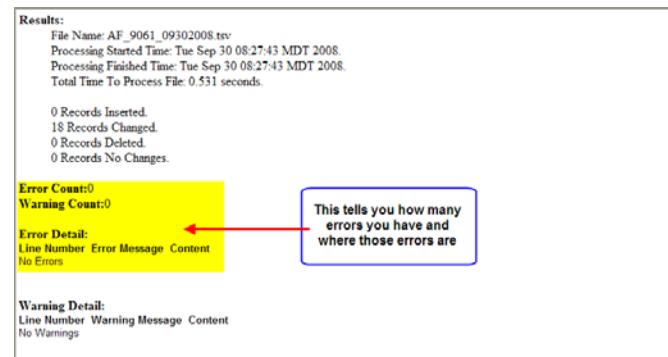 Results:
File Name: AF_9061_09302008.tsv
Processing Started Time: Tue Sep 30 08:27:43 MDT 2008.
Processing Finished Time: Tue Sep 30 08:27:43 MDT 2008.
Total Time To Process File: 0.531 seconds.
0 Records Inserted.
18 Records Changed.
0 Records Deleted.
0 Records No Changes.
Error Count:0
Warning Count:0
Error Detail:
Line Number Error Message Content
No Errors
This tells you how many
errors you have and
where those errors are
Warning Detail:
Line Number Warning Message Content
No Warnings